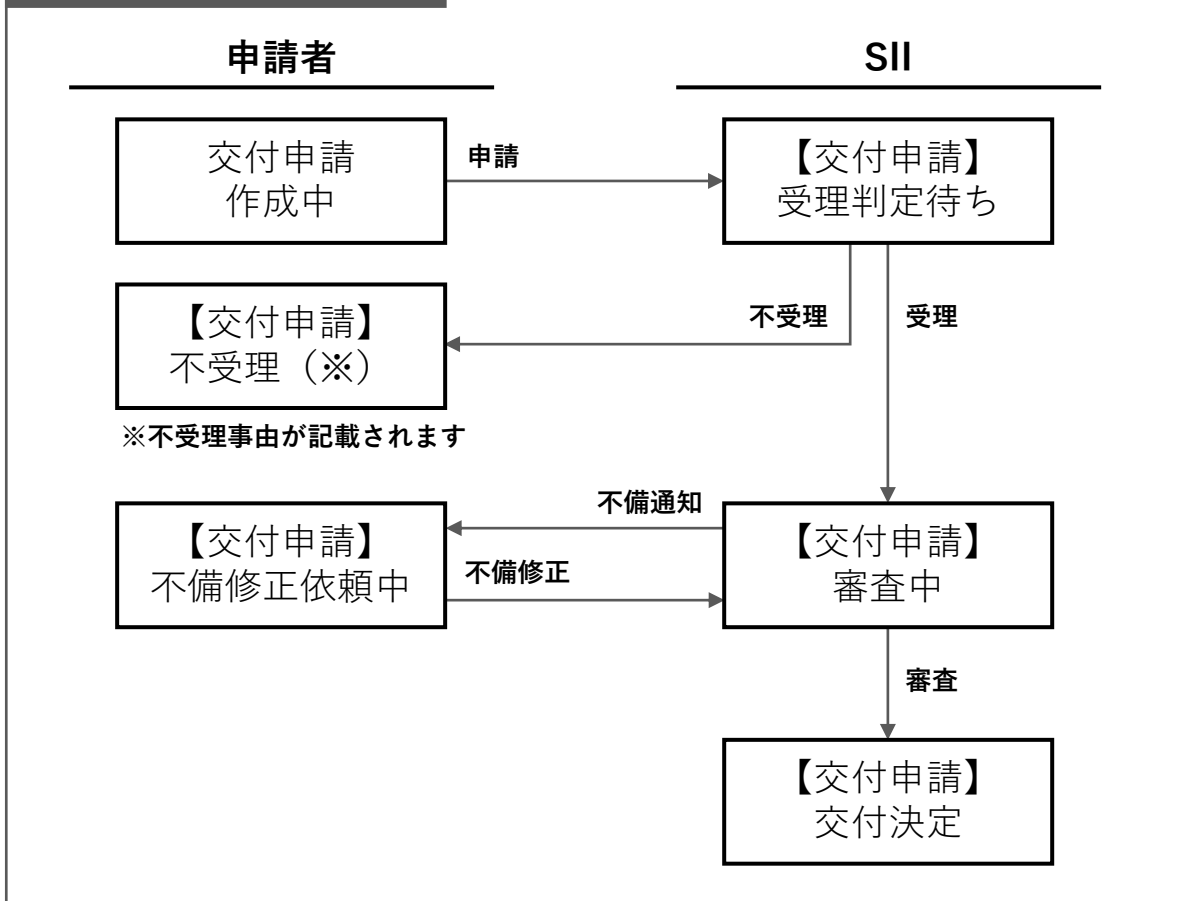 申請者
SII
交付申請
作成中
申請
【交付申請】
受理判定待ち
不受理
受理
【交付申請】
不受理（※）
※不受理事由が記載されます
不備通知
【交付申請】
不備修正依頼中
不備修正
【交付申請】
審査中
審査
【交付申請】
交付決定